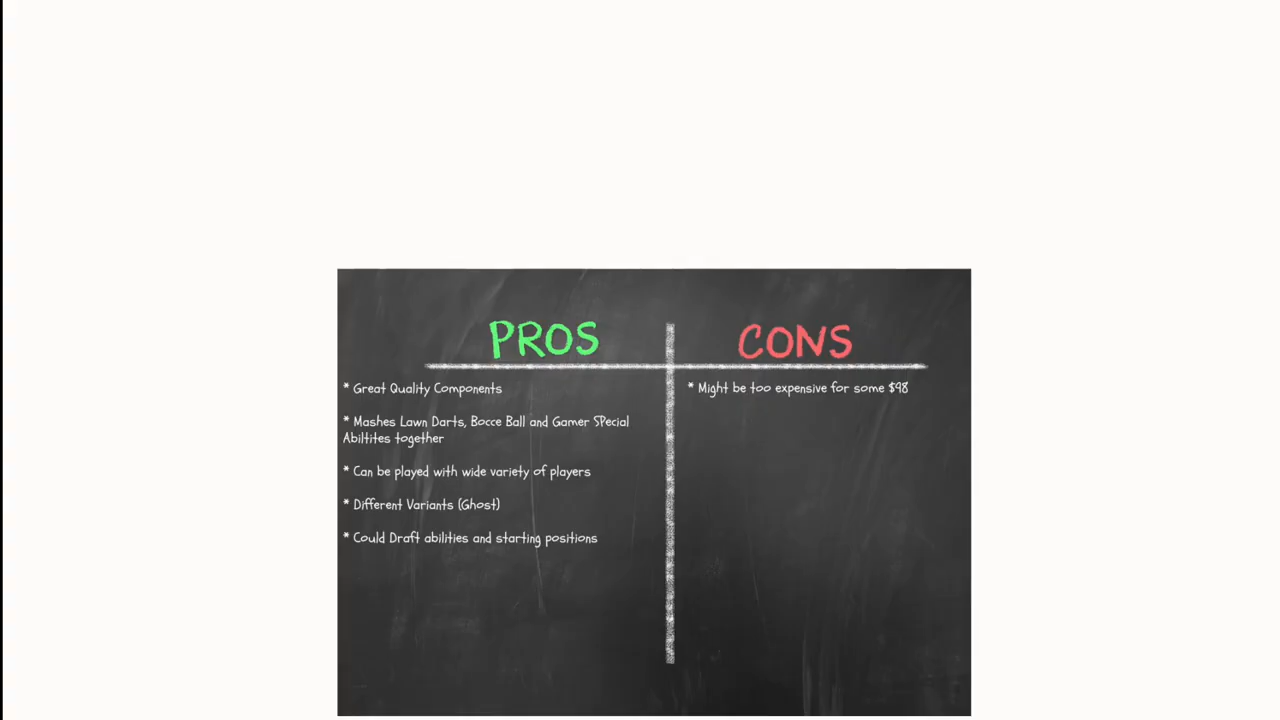 PROS
CONS
* Great Quality Components
* Mashes Lawn Darts, Bocce Ball and Gamer SPecial
Abiltites together
* Can be played with wide variety of players
* Different Variants (Ghost)
* Could Draft abilities and starting positions
* Might be too expensive for some $98